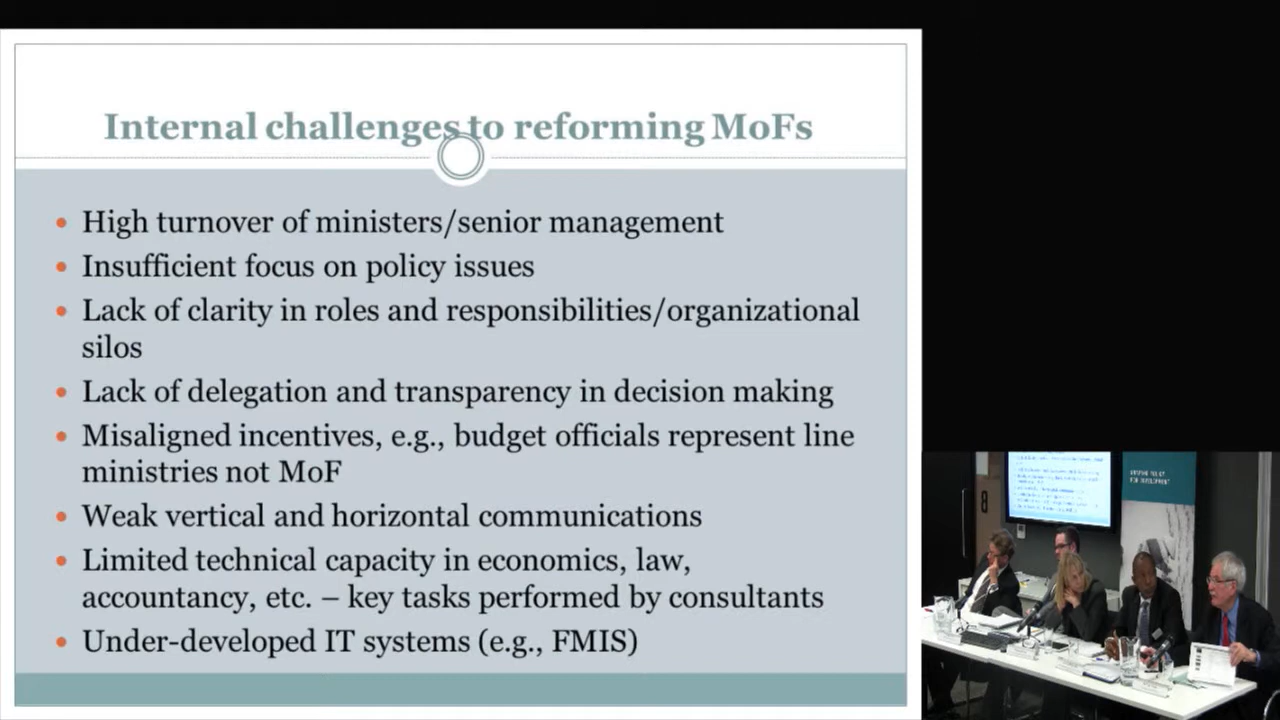 Internal challenges to reforming MoFs
High turnover of ministers/senior management
Insufficient focus on policy issues
Lack of clarity in roles and responsibilities/organizational
silos
Lack of delegation and transparency in decision making
Misaligned incentives, e.g., budget officials represent line
ministries not MoF
Weak vertical and horizontal communications
Limited technical capacity in economics, law,
accountancy, etc. – key tasks performed by consultants
Under-developed IT systems (e.g., FMIS)
8
FOR DEVELOPMENT